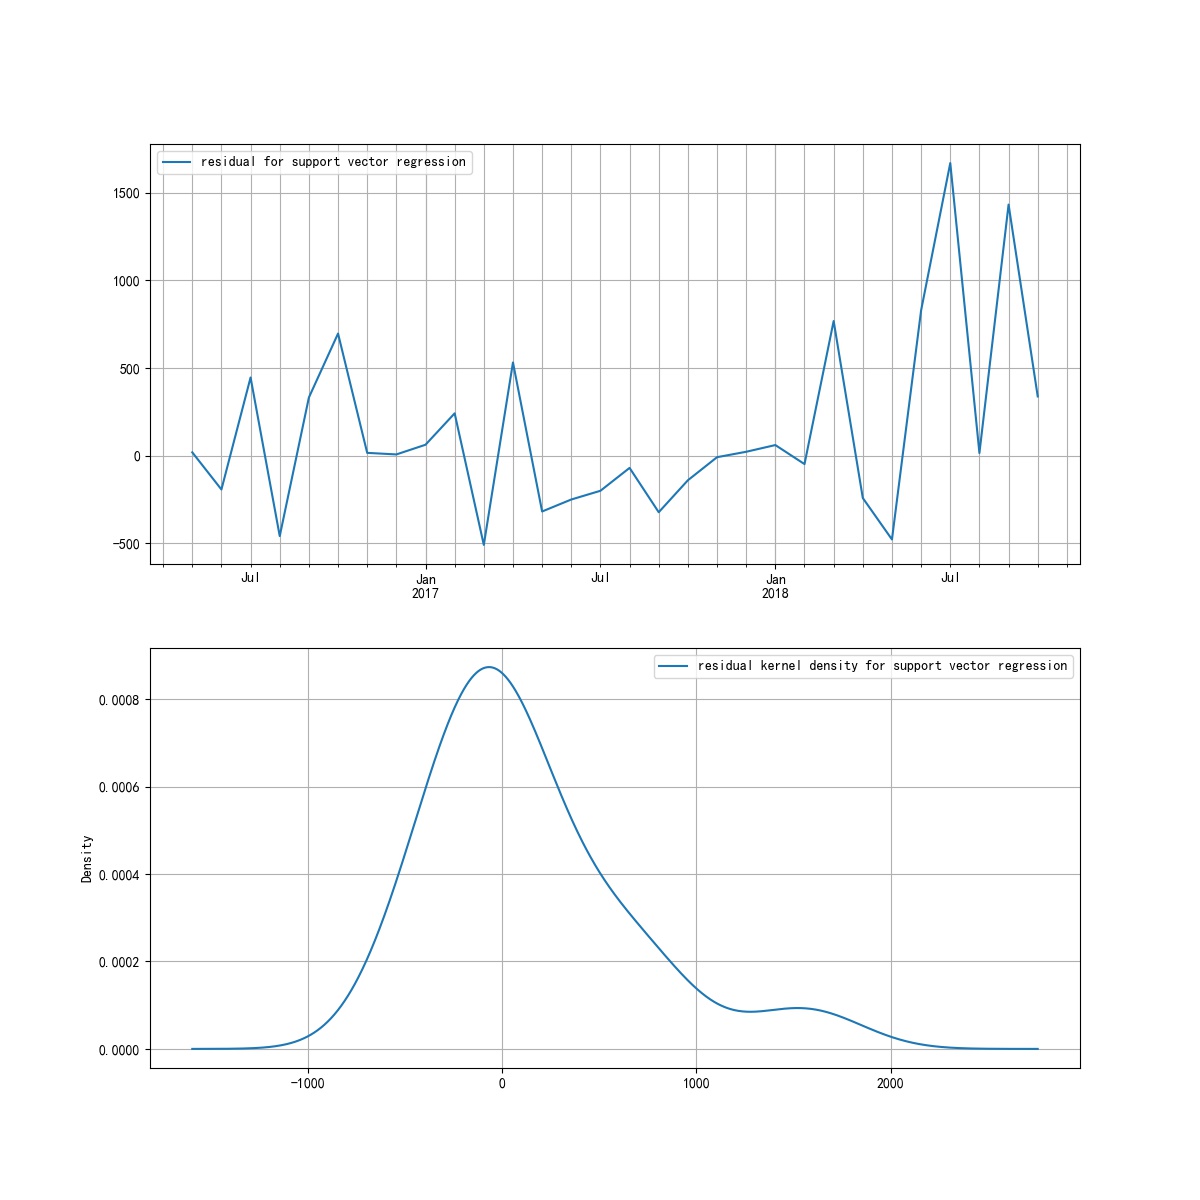 residual for support vector regression
1500
1000
500
0
−500
Jul
Jan
2017
Jul
Jan
2018
Jul
residual kernel density for support vector regression
Density
0.0008
0.0006
0.0004
0.0002
0.0000
−1000
0
1000
2000